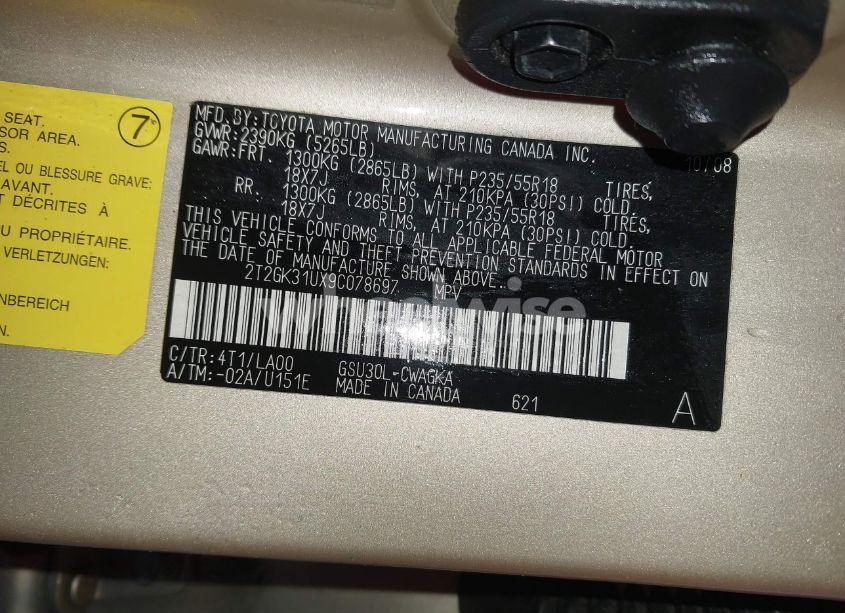 SEAT.
SOR AREA.
S.
EL OU BLESSURE GRAVE:
'AVANT.
T DÉCRITES À
U PROPRIÉTAIRE.
VERLETZUNGEN:
NBEREICH
N.
7
MFD.BY:TOYOTA MOTOR MANUFACTURING CANADA INC. 10/08
GVWR:2390KG (5265LB)
GAWR:FRT. 1300KG (2865LB) WITH P235/55R18 TIRES,
18X7J RIMS, AT 210KPA (30PSI) COLD.
RR. 1300KG (2865LB) WITH P235/55R18 TIRES,
18X7J RIMS, AT 210KPA (30PSI) COLD.
THIS VEHICLE CONFORMS TO ALL APPLICABLE FEDERAL MOTOR
VEHICLE SAFETY AND THEFT PREVENTION STANDARDS IN EFFECT ON
THE DATE OF MANUFACTURE SHOWN ABOVE.
2T2GK31UX9C078697 MPV
wheelwise
C/TR:4T1/LA00 GSU30L-CWAGKA
A/TM:-02A/U151E MADE IN CANADA 621 A